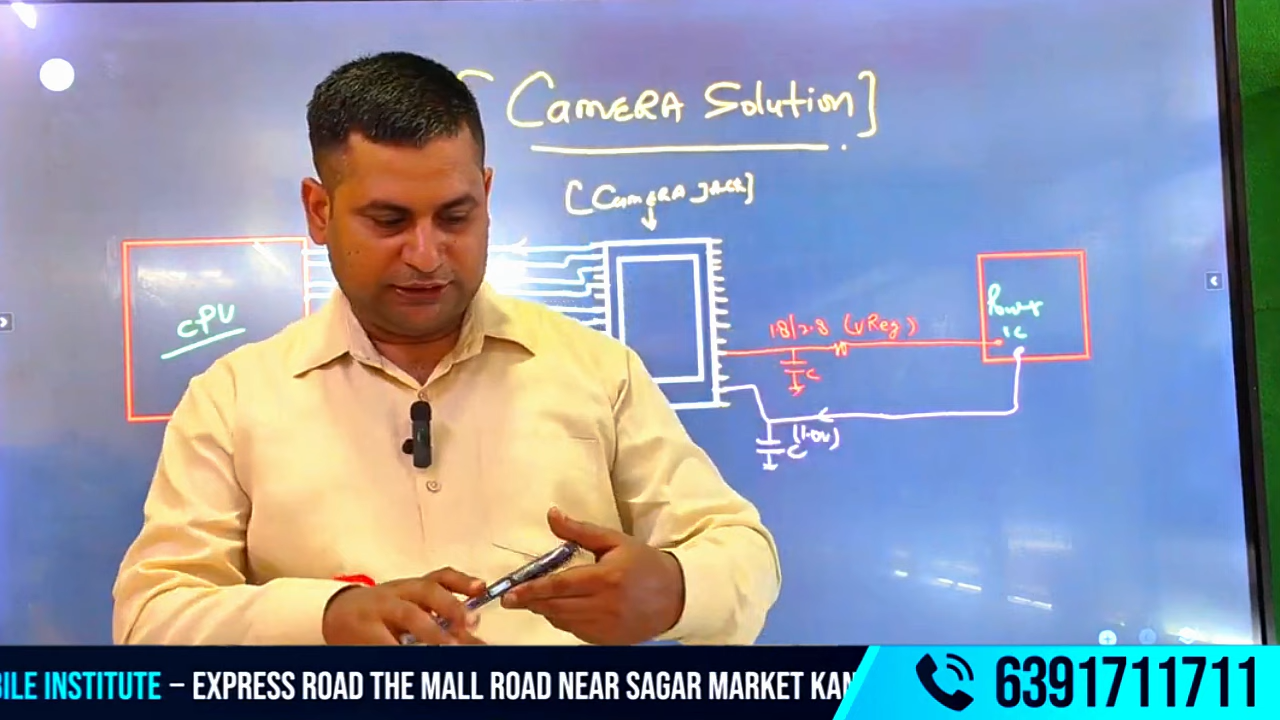 [ CAMERA Solution ]
[CAMERA Jack]
CPU
1.8/2.8 (VReg)
C
Power
IC
(1.0V)
C
BILE INSTITUTE – EXPRESS ROAD THE MALL ROAD NEAR SAGAR MARKET KAN
6391711711